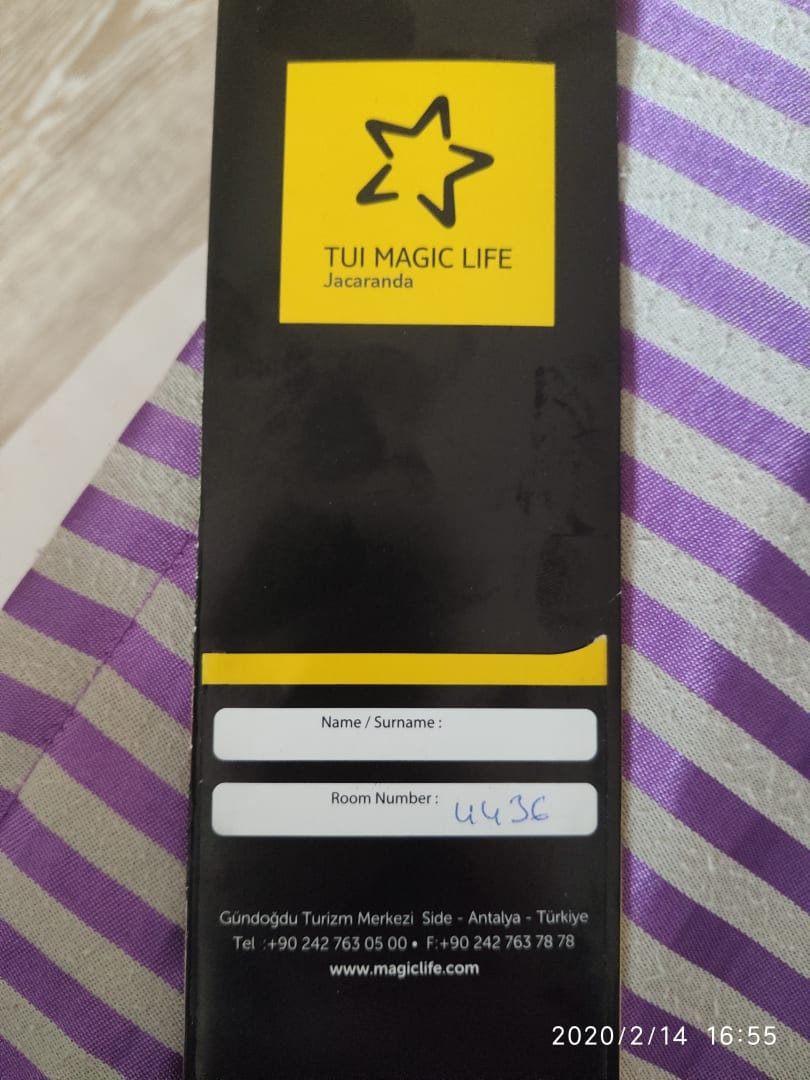 TUI MAGIC LIFE
Jacaranda
Name / Surname :
Room Number : 4436
Gündoğdu Turizm Merkezi Side - Antalya - Türkiye
Tel :+90 242 763 05 00 • F:+90 242 763 78 78
www.magiclife.com
2020/2/14 16:55